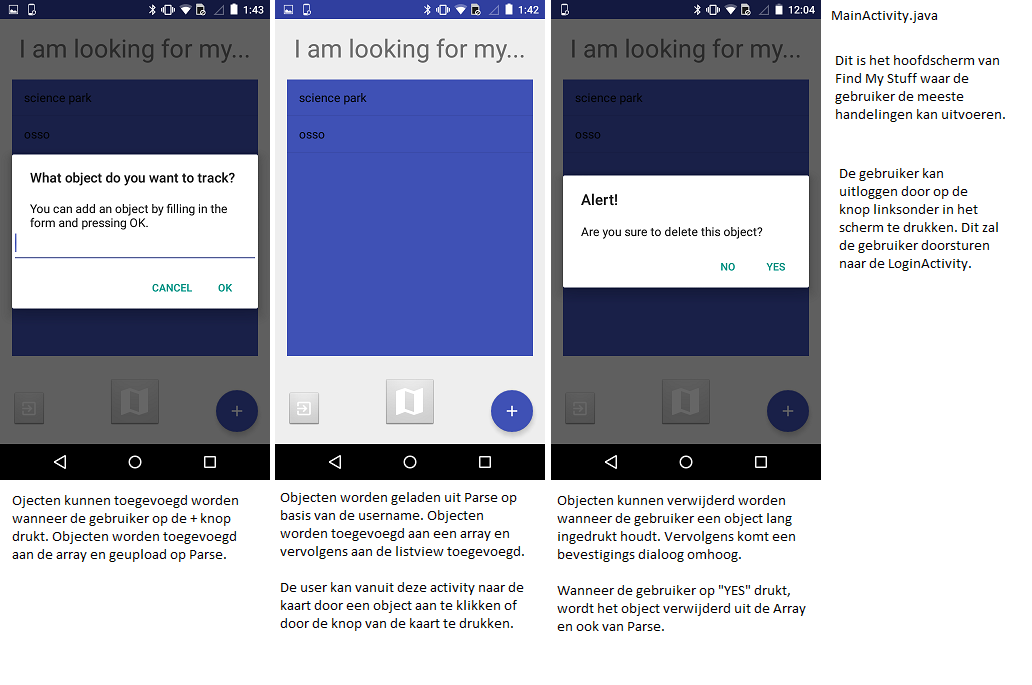 1:43
I am looking for my...
science park
osso
What object do you want to track?
You can add an object by filling in the
form and pressing OK.
CANCEL OK
Ojecten kunnen toegevoegd worden
wanneer de gebruiker op de + knop
drukt. Objecten worden toegevoegd
aan de array en geupload op Parse.
1:42
I am looking for my...
science park
osso
Objecten worden geladen uit Parse op
basis van de username. Objecten
worden toegevoegd aan een array en
vervolgens aan de listview toegevoegd.
De user kan vanuit deze activity naar de
kaart door een object aan te klikken of
door de knop van de kaart te drukken.
12:04
I am looking for my...
science park
osso
Alert!
Are you sure to delete this object?
NO YES
Objecten kunnen verwijderd worden
wanneer de gebruiker een object lang
ingedrukt houdt. Vervolgens komt een
bevestigings dialoog omhoog.
Wanneer de gebruiker op "YES" drukt,
wordt het object verwijderd uit de Array
en ook van Parse.
MainActivity.java
Dit is het hoofdscherm van
Find My Stuff waar de
gebruiker de meeste
handelingen kan uitvoeren.
De gebruiker kan
uitloggen door op de
knop linksonder in het
scherm te drukken. Dit zal
de gebruiker doorsturen
naar de LoginActivity.